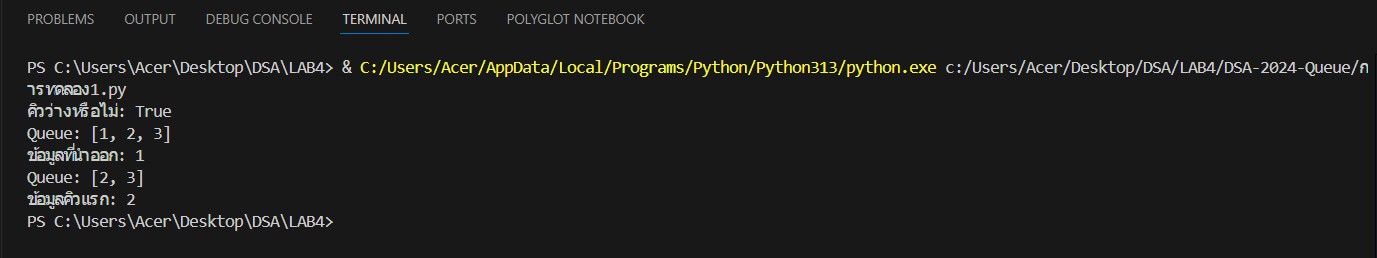 PROBLEMS OUTPUT DEBUG CONSOLE TERMINAL PORTS POLYGLOT NOTEBOOK
PS C:\Users\Acer\Desktop\DSA\LAB4> & C:/Users/Acer/AppData/Local/Programs/Python/Python313/python.exe c:/Users/Acer/Desktop/DSA/LAB4/DSA-2024-Queue/ก
ารทดลอง1.py
คิวว่างหรือไม่: True
Queue: [1, 2, 3]
ข้อมูลที่นำออก: 1
Queue: [2, 3]
ข้อมูลคิวแรก: 2
PS C:\Users\Acer\Desktop\DSA\LAB4>